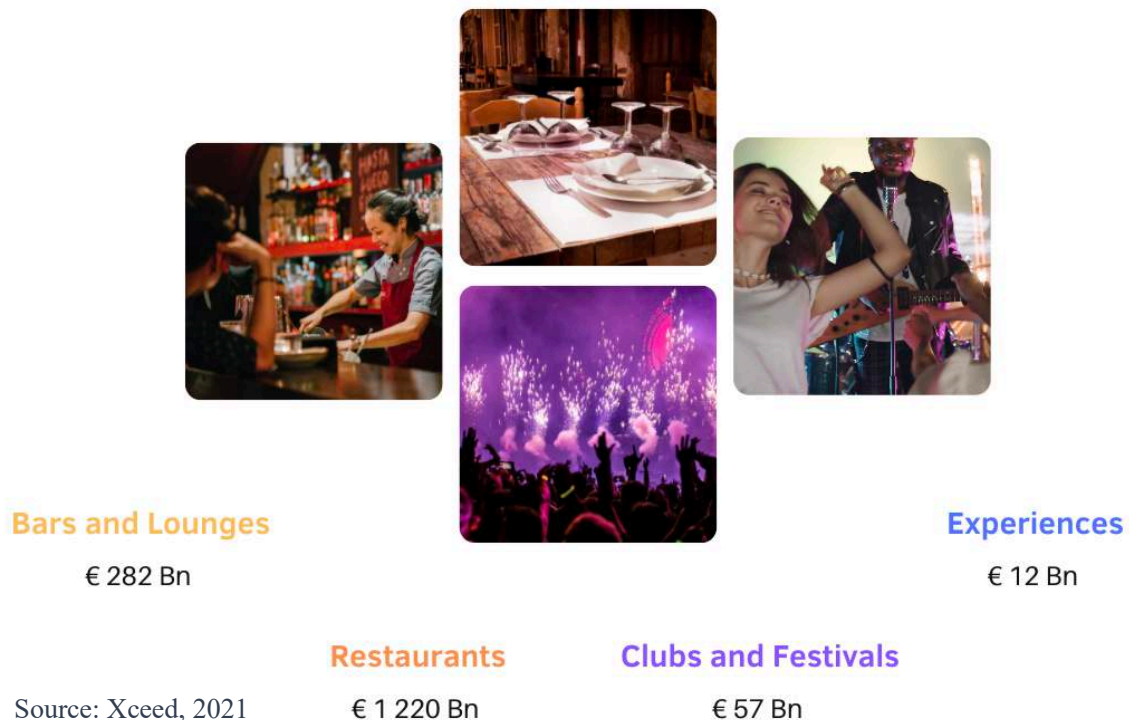 Bars and Lounges
€ 282 Bn
Experiences
€ 12 Bn
Restaurants
€ 1 220 Bn
Clubs and Festivals
€ 57 Bn
Source: Xceed, 2021